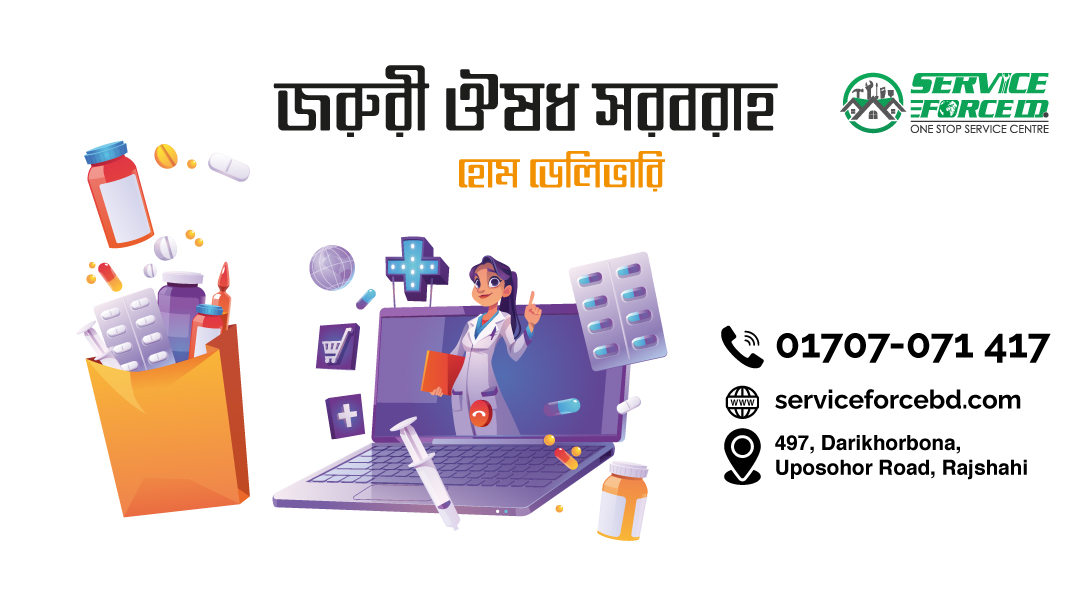 জরুরী ঔষধ সরবরাহ
হোম ডেলিভারি
SERVICE
FORCE LTD.
ONE STOP SERVICE CENTRE
01707-071 417
WWW
serviceforcebd.com
497, Darikhorbona,
Uposohor Road, Rajshahi